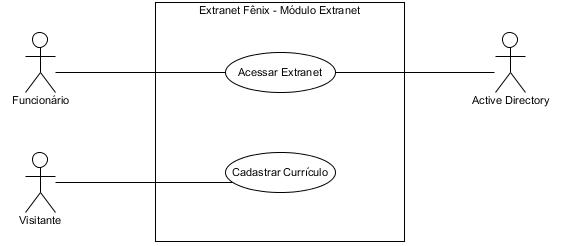 Extranet Fênix - Módulo Extranet
Acessar Extranet
Funcionário
Active Directory
Cadastrar Currículo
Visitante